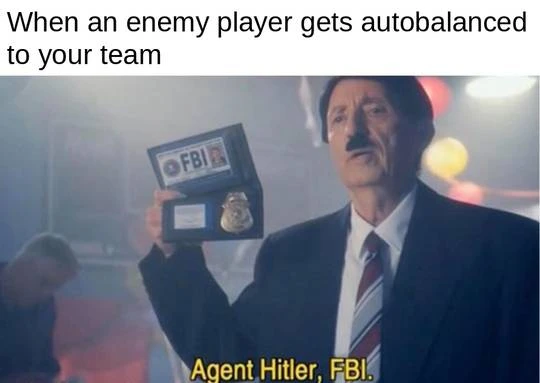 When an enemy player gets autobalanced
to your team
FBI
Agent Hitler, FBI.